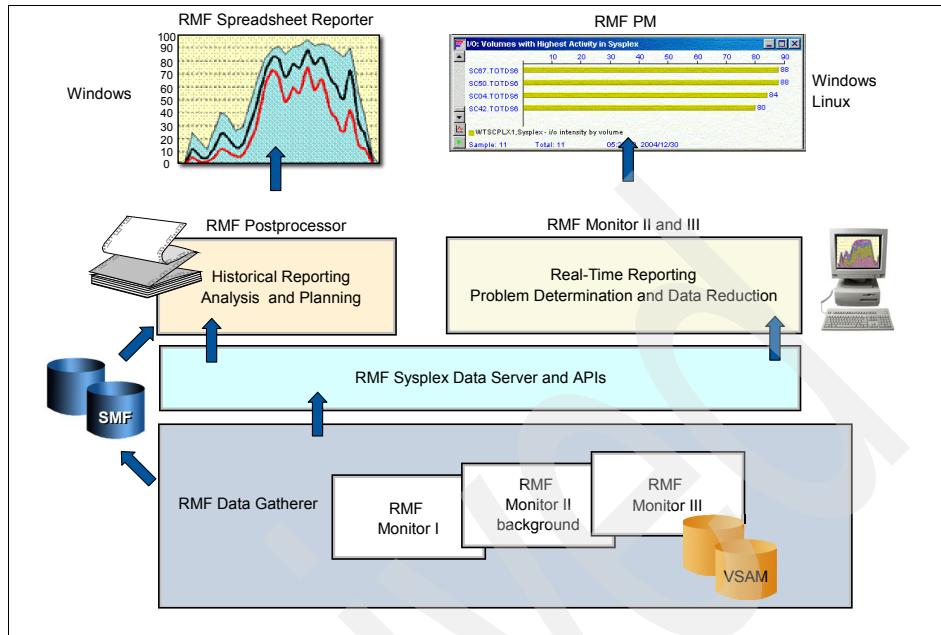 RMF Spreadsheet Reporter
RMF PM
Windows
100
90
80
70
60
50
40
30
20
10
0
I/O: Volumes with Highest Activity in Sysplex
10 20 30 40 50 60 70 80 90
SC67.TOTDS6 88
SC50.TOTDS6 88
SC04.TOTDS6 84
SC42.TOTDS6 80
WTSCPLX1,Sysplex - i/o intensity by volume
Sample: 11 Total: 11 2004/12/30
Windows
Linux
RMF Postprocessor
Historical Reporting
Analysis and Planning
RMF Monitor II and III
Real-Time Reporting
Problem Determination and Data Reduction
RMF Sysplex Data Server and APIs
SMF
RMF Data Gatherer
RMF
Monitor I
RMF
Monitor II
background
RMF
Monitor III
VSAM